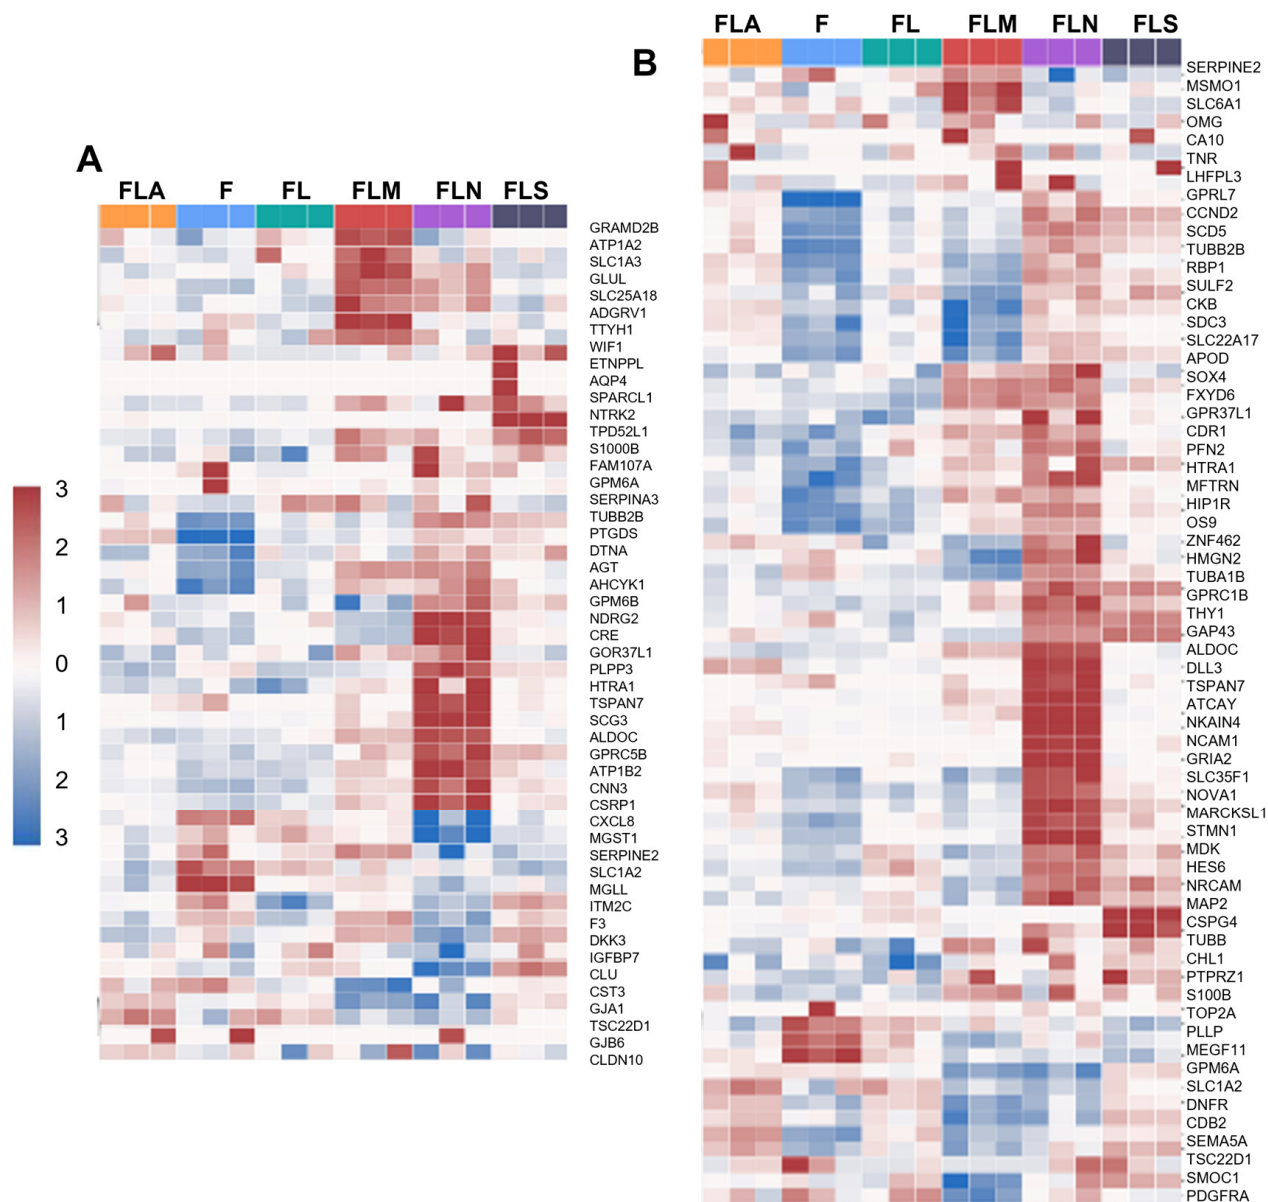 A
FLA F FL FLM FLN FLS
GRAMD2B
ATP1A2
SLC1A3
GLUL
SLC25A18
ADGRV1
TTYH1
WIF1
ETNPPL
AQP4
SPARCL1
NTRK2
TPD52L1
S1000B
FAM107A
GPM6A
SERPINA3
TUBB2B
PTGDS
DTNA
AGT
AHCYK1
GPM6B
NDRG2
CRE
GOR37L1
PLPP3
HTRA1
TSPAN7
SCG3
ALDOC
GPRC5B
ATP1B2
CNN3
CSRP1
CXCL8
MGST1
SERPINE2
SLC1A2
MGLL
ITM2C
F3
DKK3
IGFBP7
CLU
CST3
GJA1
TSC22D1
GJB6
CLDN10
3
2
1
0
1
2
3
B
FLA F FL FLM FLN FLS
SERPINE2
MSMO1
SLC6A1
OMG
CA10
TNR
LHFPL3
GPRL7
CCND2
SCD5
TUBB2B
RBP1
SULF2
CKB
SDC3
SLC22A17
APOD
SOX4
FXYD6
GPR37L1
CDR1
PFN2
HTRA1
MFTRN
HIP1R
OS9
ZNF462
HMGN2
TUBA1B
GPRC1B
THY1
GAP43
ALDOC
DLL3
TSPAN7
ATCAY
NKAIN4
NCAM1
GRIA2
SLC35F1
NOVA1
MARCKSL1
STMN1
MDK
HES6
NRCAM
MAP2
CSPG4
TUBB
CHL1
PTPRZ1
S100B
TOP2A
PLLP
MEGF11
GPM6A
SLC1A2
DNFR
CDB2
SEMA5A
TSC22D1
SMOC1
PDGFRA